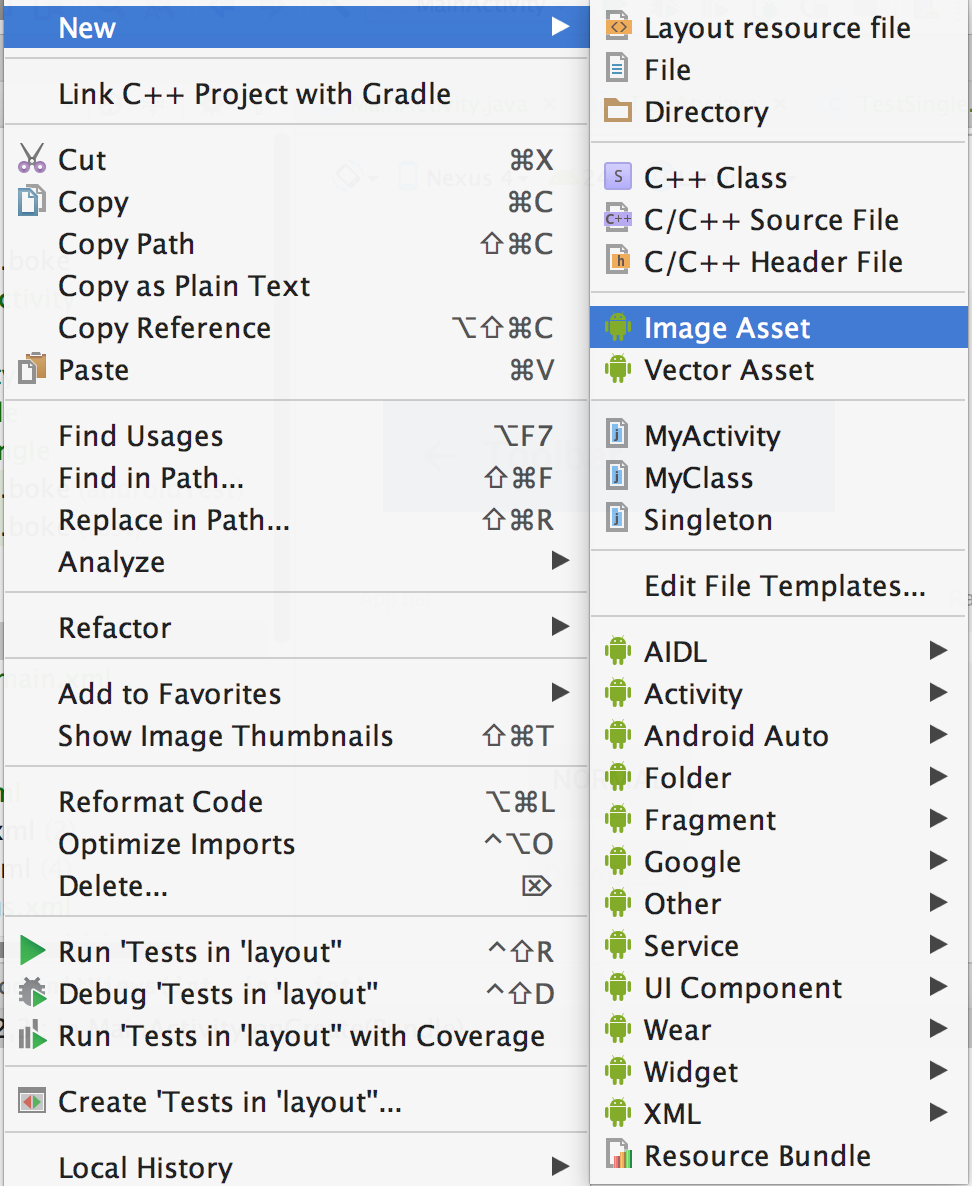 New
Link C++ Project with Gradle
Cut ⌘X
Copy ⌘C
Copy Path ⇧⌘C
Copy as Plain Text
Copy Reference ⌥⇧⌘C
Paste ⌘V
Find Usages ⌥F7
Find in Path... ⇧⌘F
Replace in Path... ⇧⌘R
Analyze
Refactor
Add to Favorites
Show Image Thumbnails ⇧⌘T
Reformat Code ⌥⌘L
Optimize Imports ^⌥O
Delete... ⌦
Run 'Tests in 'layout'' ^⇧R
Debug 'Tests in 'layout'' ^⇧D
Run 'Tests in 'layout'' with Coverage
Create 'Tests in 'layout''...
Local History
Layout resource file
File
Directory
C++ Class
C/C++ Source File
C/C++ Header File
Image Asset
Vector Asset
MyActivity
MyClass
Singleton
Edit File Templates...
AIDL
Activity
Android Auto
Folder
Fragment
Google
Other
Service
UI Component
Wear
Widget
XML
Resource Bundle